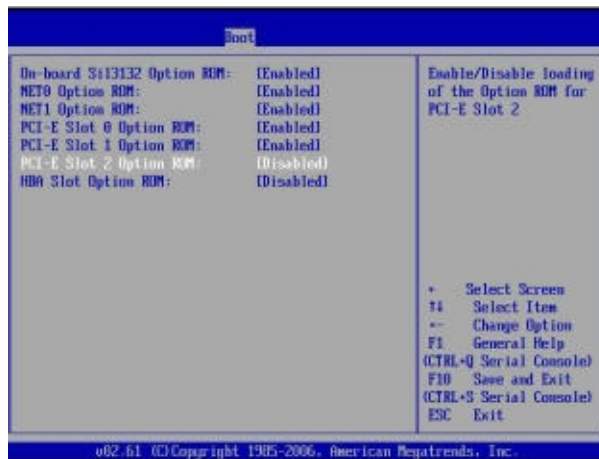 Boot
On-board Sil3132 Option ROM: [Enabled]
NET0 Option ROM: [Enabled]
NET1 Option ROM: [Enabled]
PCI-E Slot 0 Option ROM: [Enabled]
PCI-E Slot 1 Option ROM: [Enabled]
PCI-E Slot 2 Option ROM: [Disabled]
HBA Slot Option ROM: [Disabled]
Enable/Disable loading
of the Option ROM for
PCI-E Slot 2
Select Screen
↑↓ Select Item
+- Change Option
F1 General Help
(CTRL+Q Serial Console)
F10 Save and Exit
(CTRL+S Serial Console)
ESC Exit
v02.61 (C)Copyright 1985-2006, American Megatrends, Inc.